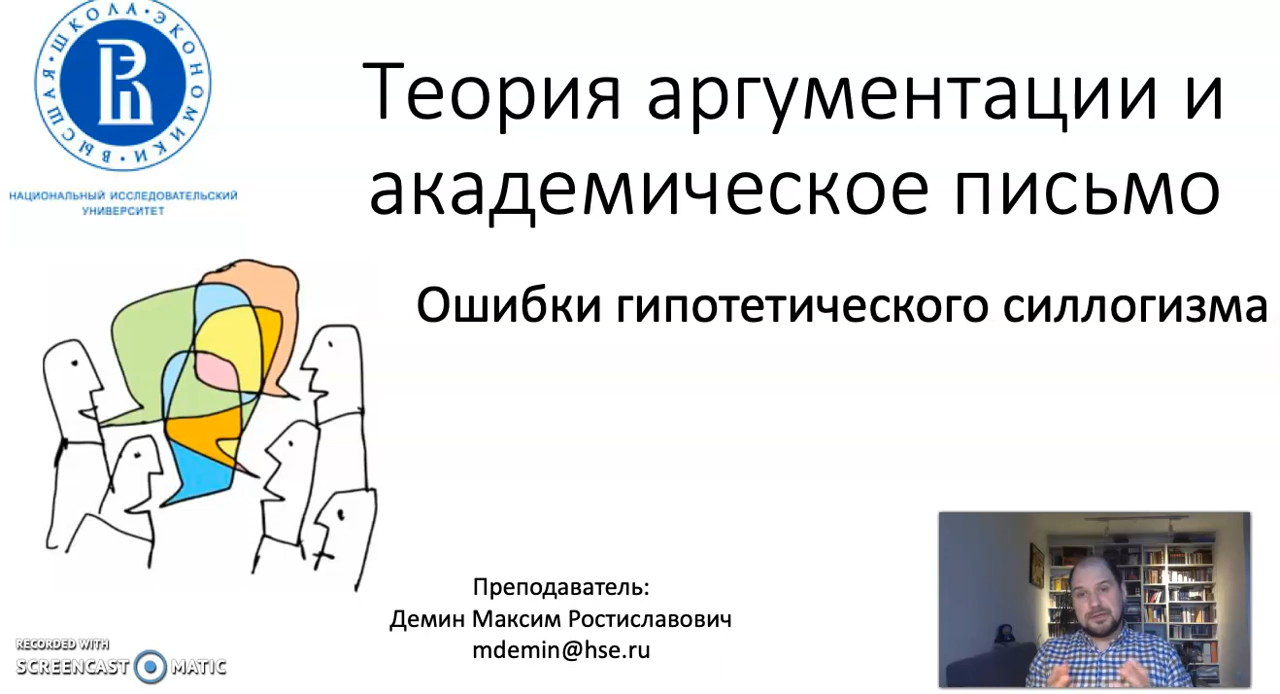 ВЫСШАЯ ШКОЛА ЭКОНОМИКИ
НАЦИОНАЛЬНЫЙ ИССЛЕДОВАТЕЛЬСКИЙ
УНИВЕРСИТЕТ
Теория аргументации и
академическое письмо
Ошибки гипотетического силлогизма
Преподаватель:
Демин Максим Ростиславович
mdemin@hse.ru
RECORDED WITH
SCREENCAST MATIC